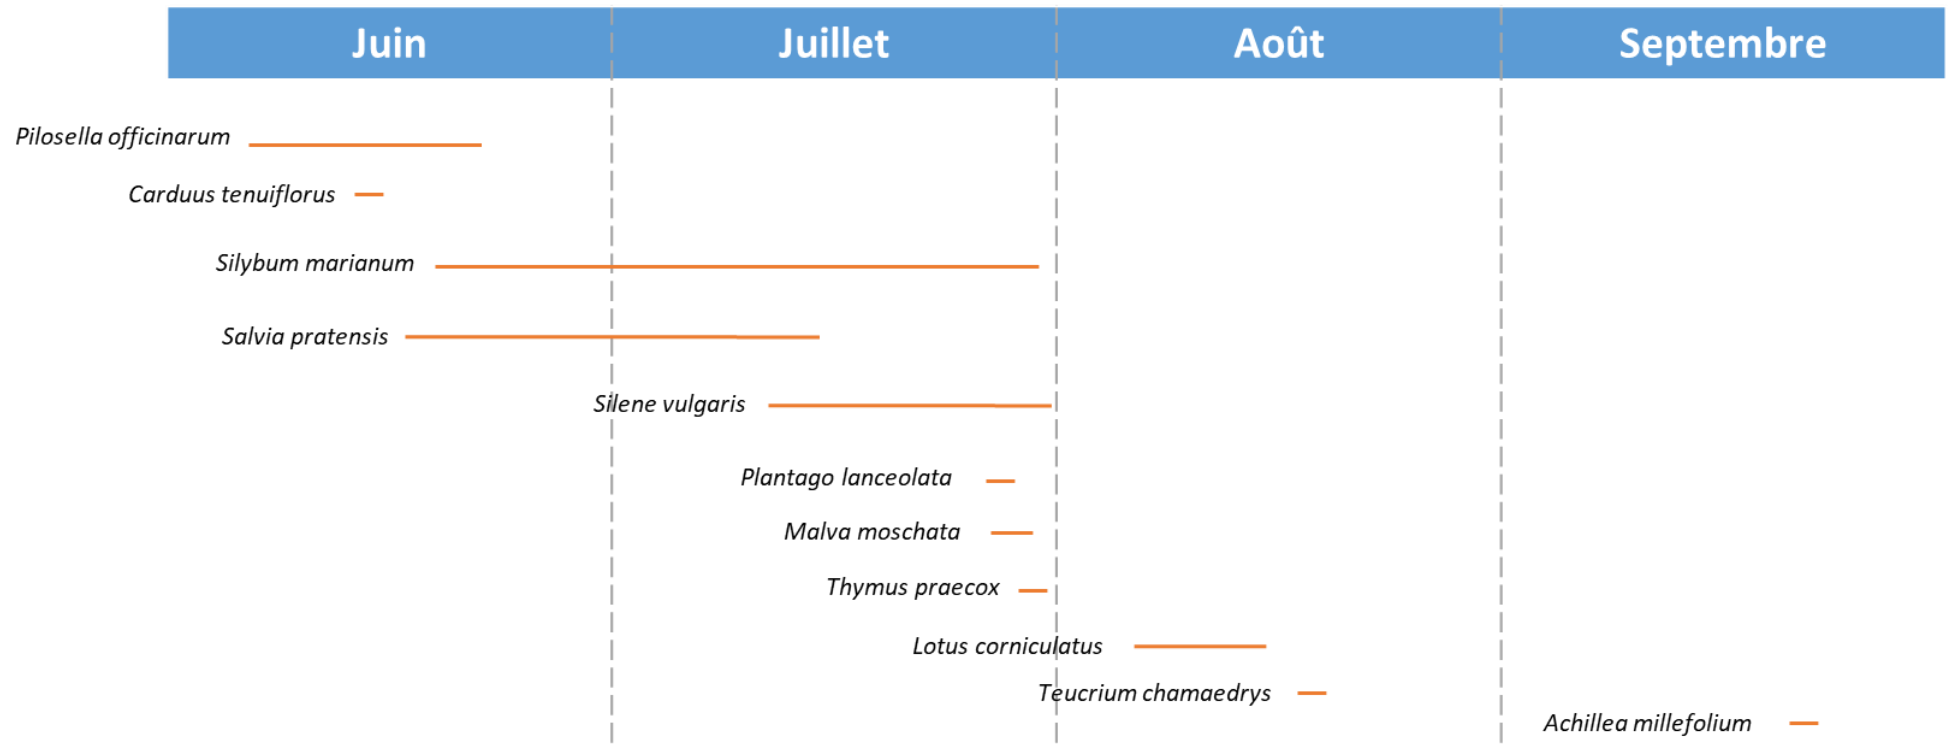 Juin Juillet Août Septembre
Pilosella officinarum
Carduus tenuiflorus
Silybum marianum
Salvia pratensis
Silene vulgaris
Plantago lanceolata
Malva moschata
Thymus praecox
Lotus corniculatus
Teucrium chamaedrys
Achillea millefolium